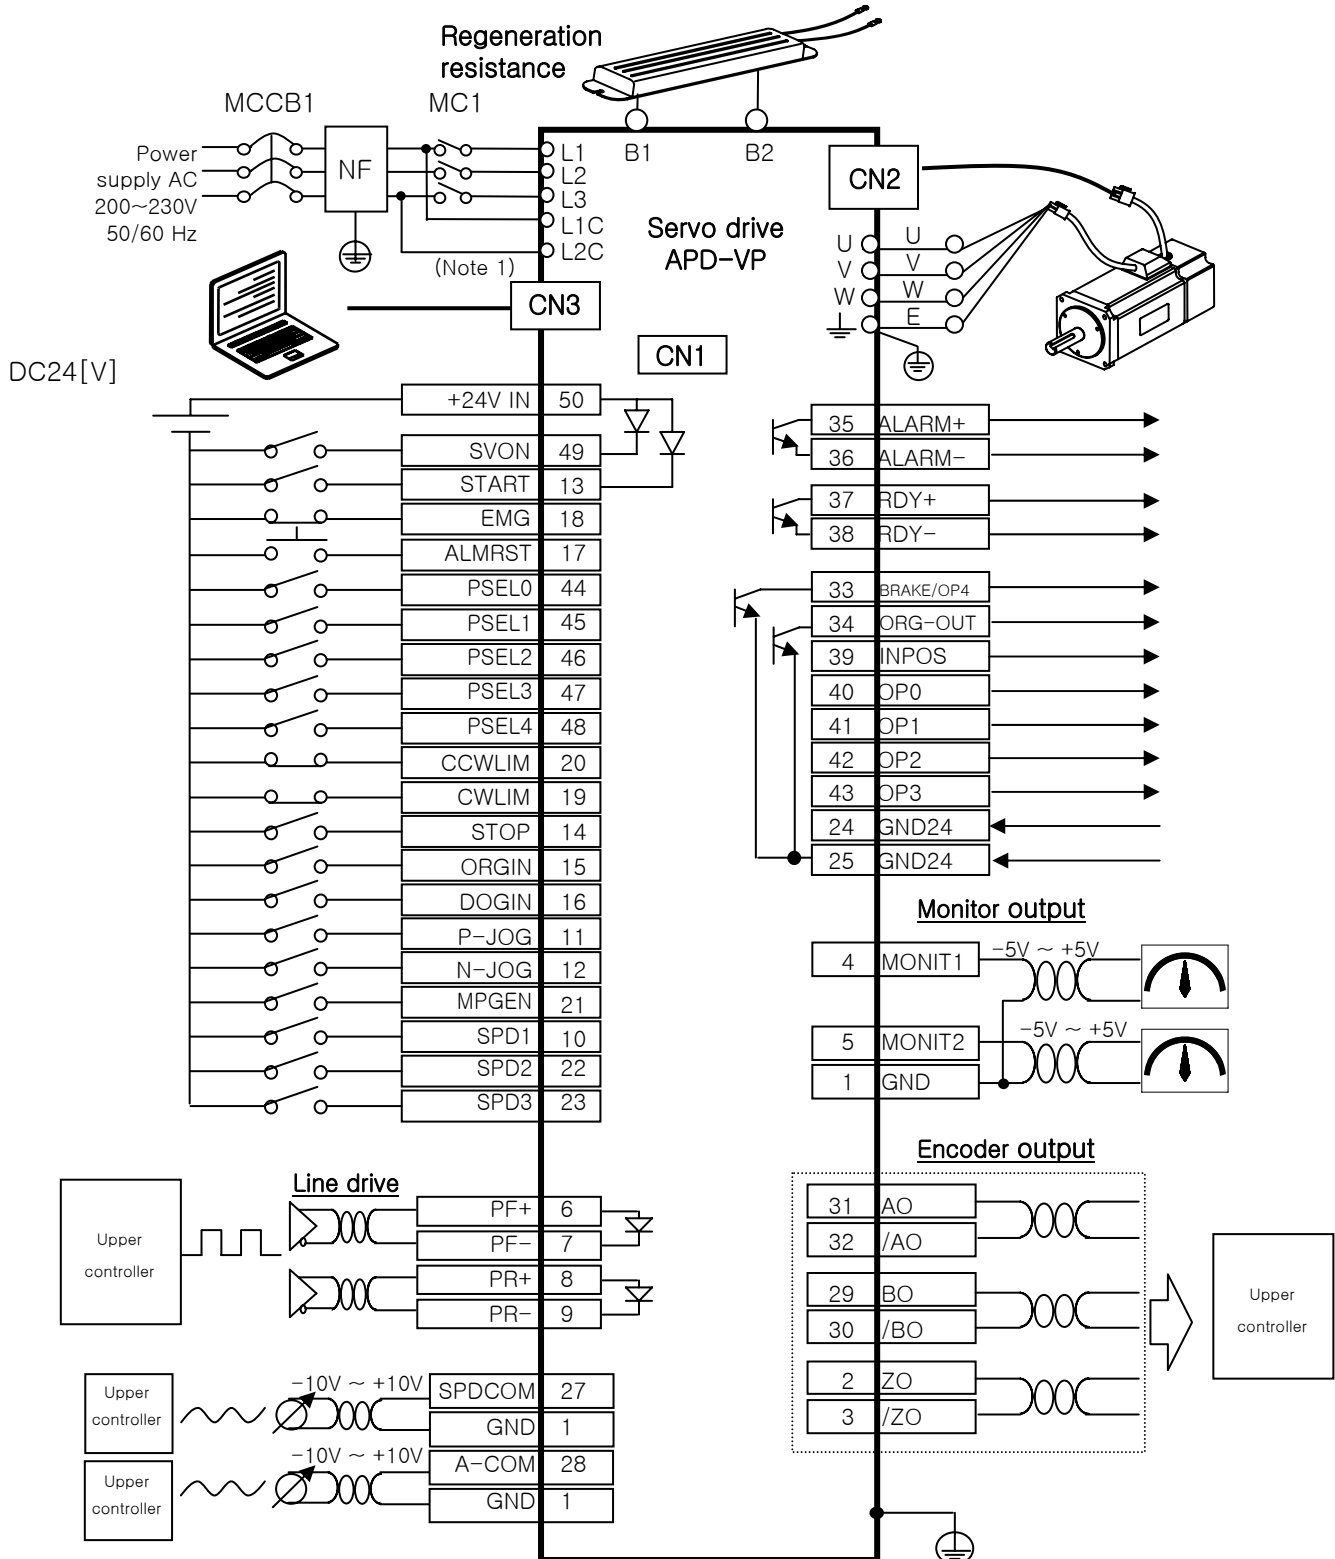 Regeneration
resistance
MCCB1
MC1
Power
supply AC
200~230V
50/60 Hz
NF
L1
L2
L3
L1C
L2C
B1
B2
(Note 1)
Servo drive
APD-VP
CN2
U
V
W
U
V
W
E
CN3
CN1
DC24[V]
+24V IN 50
SVON 49
START 13
EMG 18
ALMRST 17
PSEL0 44
PSEL1 45
PSEL2 46
PSEL3 47
PSEL4 48
CCWLIM 20
CWLIM 19
STOP 14
ORGIN 15
DOGIN 16
P-JOG 11
N-JOG 12
MPGEN 21
SPD1 10
SPD2 22
SPD3 23
35 ALARM+
36 ALARM-
37 RDY+
38 RDY-
33 BRAKE/OP4
34 ORG-OUT
39 INPOS
40 OP0
41 OP1
42 OP2
43 OP3
24 GND24
25 GND24
Monitor output
4 MONIT1
-5V ~ +5V
5 MONIT2
-5V ~ +5V
1 GND
Encoder output
31 AO
32 /AO
29 BO
30 /BO
2 ZO
3 /ZO
Upper
controller
Line drive
Upper
controller
PF+ 6
PF- 7
PR+ 8
PR- 9
Upper
controller
-10V ~ +10V
SPDCOM 27
GND 1
Upper
controller
-10V ~ +10V
A-COM 28
GND 1